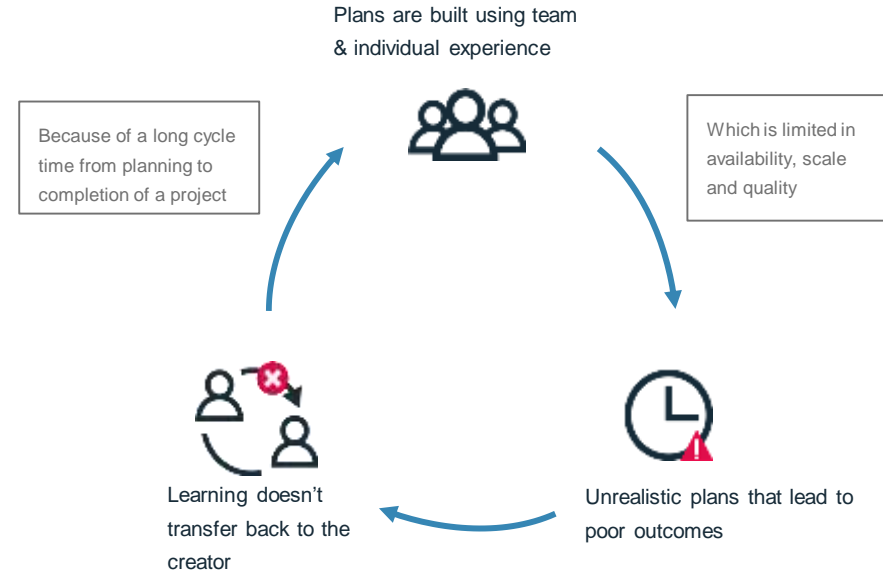 Plans are built using team
& individual experience
Because of a long cycle
time from planning to
completion of a project
Which is limited in
availability, scale
and quality
Learning doesn’t
transfer back to the
creator
Unrealistic plans that lead to
poor outcomes